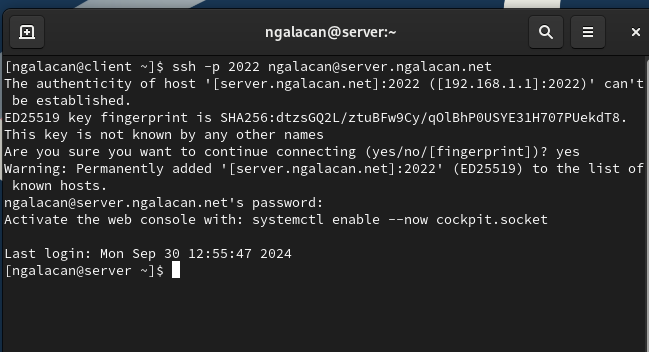 ngalacan@server:~
[ngalacan@client ~]$ ssh -p 2022 ngalacan@server.ngalacan.net
The authenticity of host '[server.ngalacan.net]:2022 ([192.168.1.1]:2022)' can't
 be established.
ED25519 key fingerprint is SHA256:dtzsGQ2L/ztuBFw9Cy/qOlBhP0USYE31H707PUekdT8.
This key is not known by any other names
Are you sure you want to continue connecting (yes/no/[fingerprint])? yes
Warning: Permanently added '[server.ngalacan.net]:2022' (ED25519) to the list of
 known hosts.
ngalacan@server.ngalacan.net's password:
Activate the web console with: systemctl enable --now cockpit.socket
Last login: Mon Sep 30 12:55:47 2024
[ngalacan@server ~]$